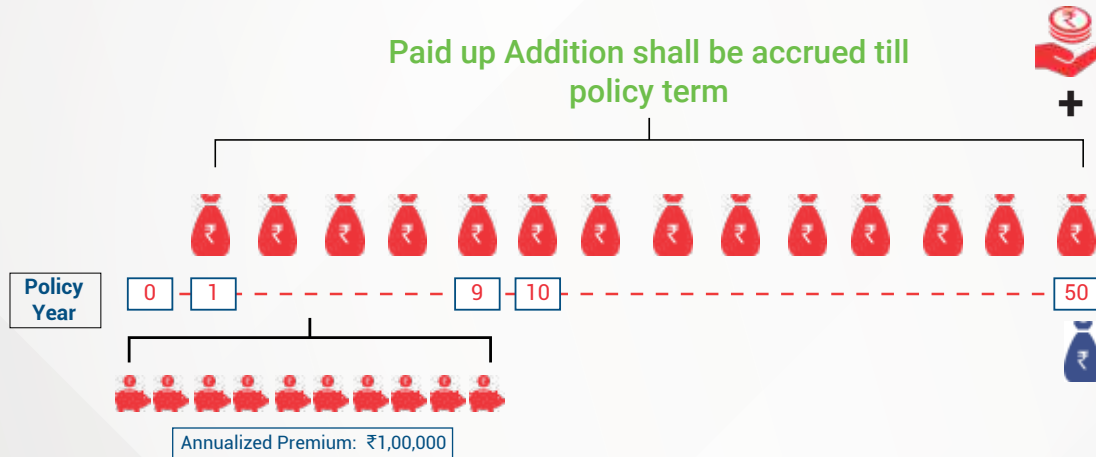 Paid up Addition shall be accrued till
policy term
+
₹ ₹ ₹ ₹ ₹ ₹ ₹ ₹ ₹ ₹ ₹ ₹ ₹ ₹
Policy
Year
0 1 9 10 50
₹
Annualized Premium: ₹1,00,000